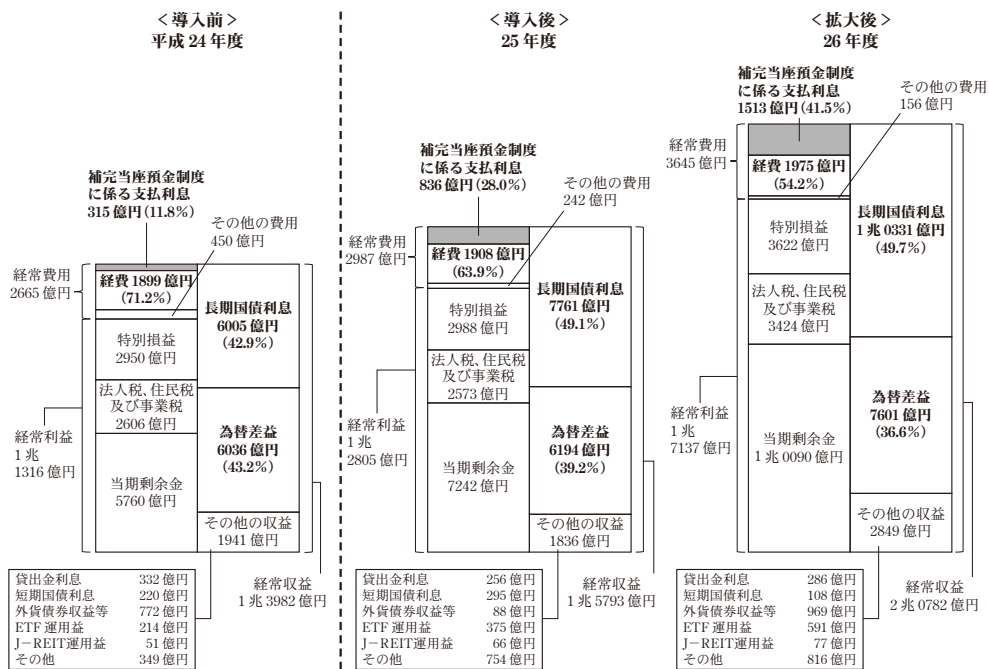 ＜導入前＞
平成 24 年度
補完当座預金制度
に係る支払利息
315 億円(11.8%)
その他の費用
450 億円
経常費用
2665 億円
経費 1899 億円
(71.2%)
特別損益
2950 億円
法人税、住民税
及び事業税
2606 億円
当期剰余金
5760 億円
経常利益
1 兆
1316 億円
長期国債利息
6005 億円
(42.9%)
為替差益
6036 億円
(43.2%)
その他の収益
1941 億円
経常収益
1 兆 3982 億円
貸出金利息 332 億円
短期国債利息 220 億円
外貨債券収益等 772 億円
ETF 運用益 214 億円
J－REIT運用益 51 億円
その他 349 億円
＜導入後＞
25 年度
補完当座預金制度
に係る支払利息
836 億円(28.0%)
その他の費用
242 億円
経常費用
2987 億円
経費 1908 億円
(63.9%)
特別損益
2988 億円
法人税、住民税
及び事業税
2573 億円
当期剰余金
7242 億円
経常利益
1 兆
2805 億円
長期国債利息
7761 億円
(49.1%)
為替差益
6194 億円
(39.2%)
その他の収益
1836 億円
経常収益
1 兆 5793 億円
貸出金利息 256 億円
短期国債利息 295 億円
外貨債券収益等 88 億円
ETF 運用益 375 億円
J－REIT運用益 66 億円
その他 754 億円
＜拡大後＞
26 年度
補完当座預金制度
に係る支払利息
1513 億円(41.5%)
その他の費用
156 億円
経常費用
3645 億円
経費 1975 億円
(54.2%)
特別損益
3622 億円
法人税、住民税
及び事業税
3424 億円
当期剰余金
1 兆 0090 億円
経常利益
1 兆
7137 億円
長期国債利息
1 兆 0331 億円
(49.7%)
為替差益
7601 億円
(36.6%)
その他の収益
2849 億円
経常収益
2 兆 0782 億円
貸出金利息 286 億円
短期国債利息 108 億円
外貨債券収益等 969 億円
ETF 運用益 591 億円
J－REIT運用益 77 億円
その他 816 億円